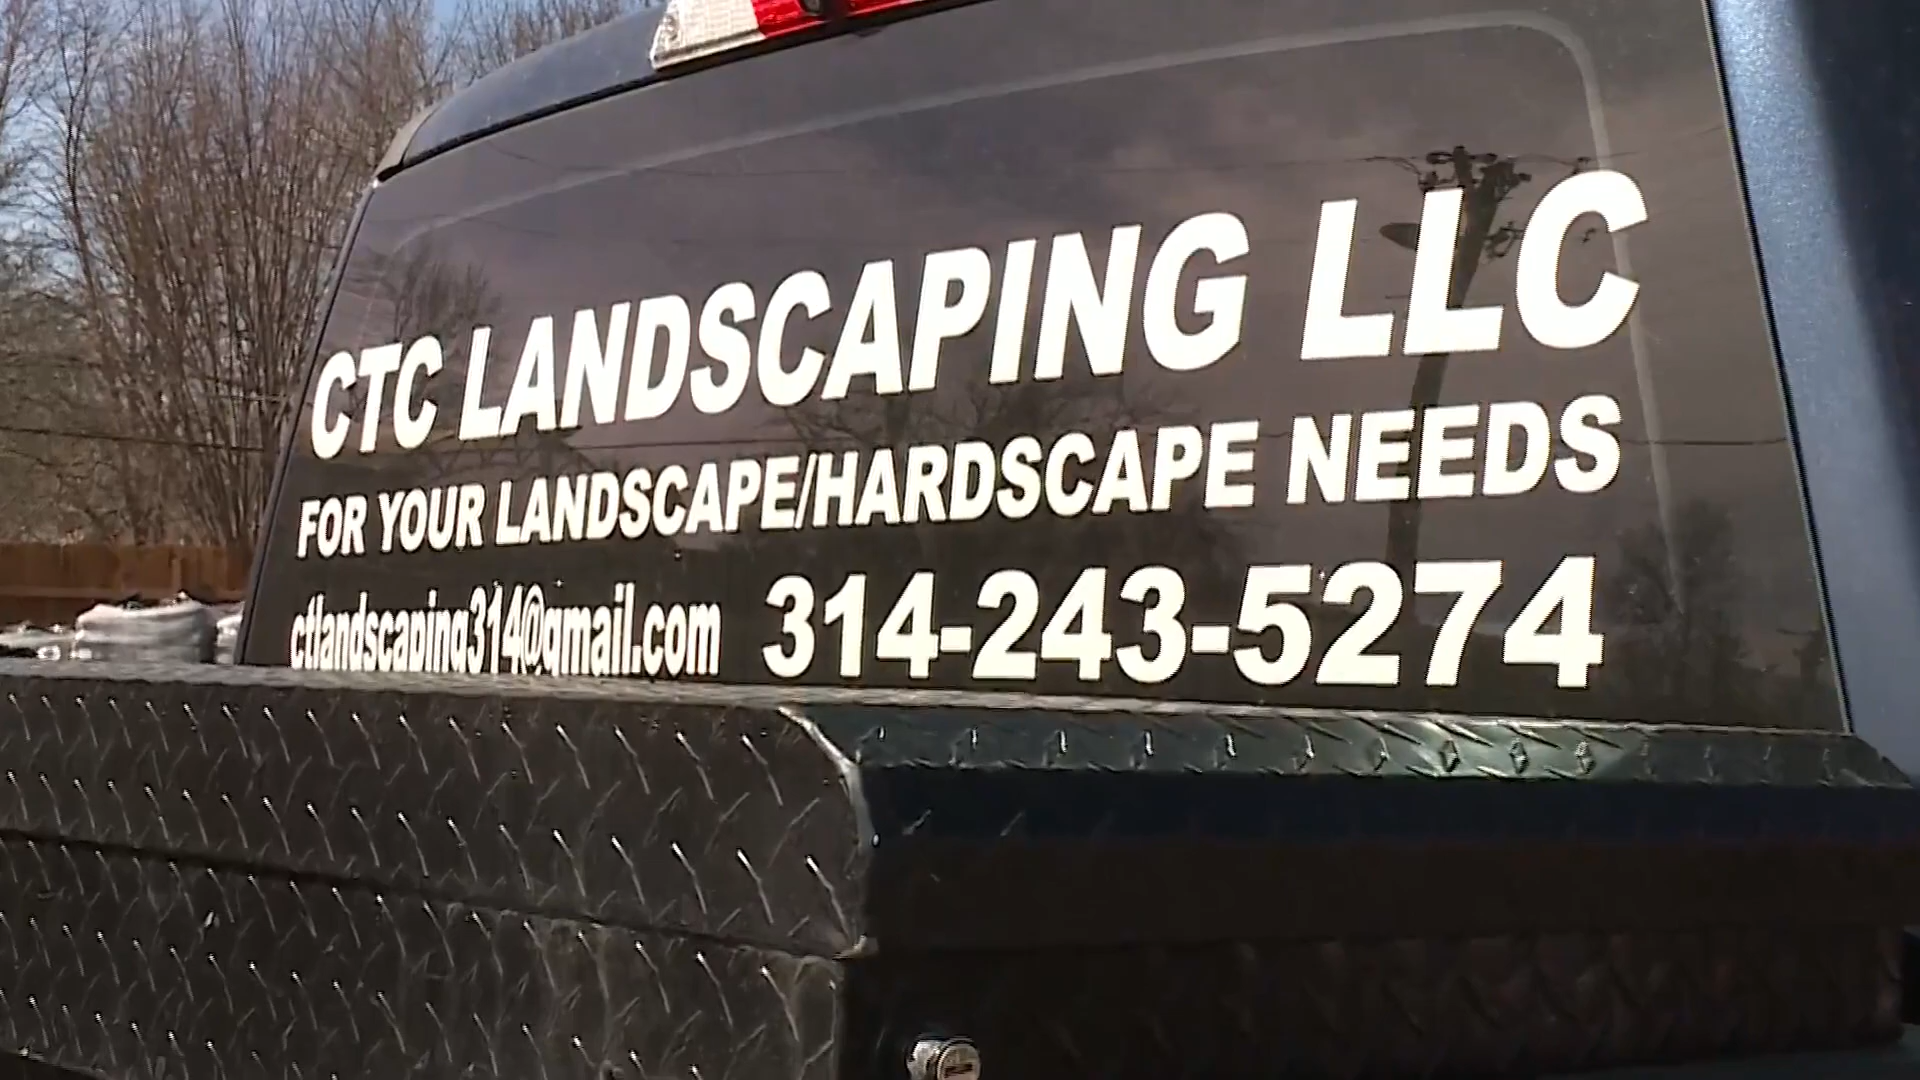 CTC LANDSCAPING LLC
FOR YOUR LANDSCAPE/HARDSCAPE NEEDS
ctlandscaping314@gmail.com 314-243-5274